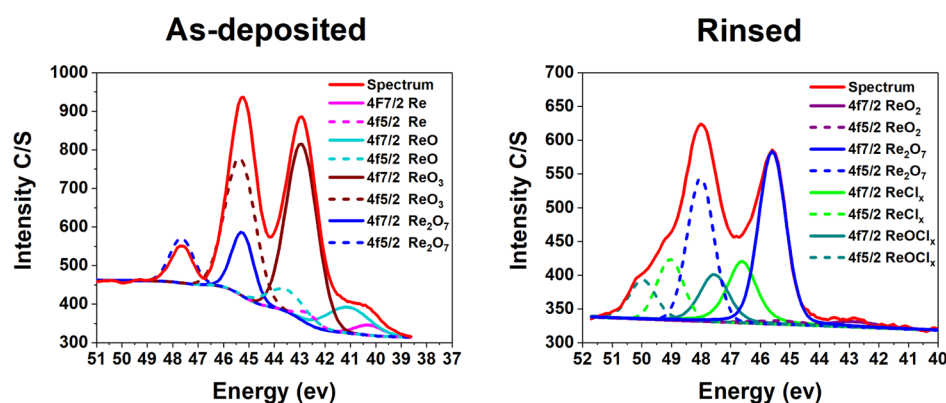 As-deposited
Intensity C/S
1000
900
800
700
600
500
400
300
51 50 49 48 47 46 45 44 43 42 41 40 39 38 37
Energy (ev)
Spectrum
4F7/2 Re
4f5/2 Re
4f7/2 ReO
4f5/2 ReO
4f7/2 ReO₃
4f5/2 ReO₃
4f7/2 Re₂O₇
4f5/2 Re₂O₇
Rinsed
Intensity C/S
700
650
600
550
500
450
400
350
300
52 51 50 49 48 47 46 45 44 43 42 41 40
Energy (ev)
Spectrum
4f7/2 ReO₂
4f5/2 ReO₂
4f7/2 Re₂O₇
4f5/2 Re₂O₇
4f7/2 ReClₓ
4f5/2 ReClₓ
4f7/2 ReOClₓ
4f5/2 ReOClₓ